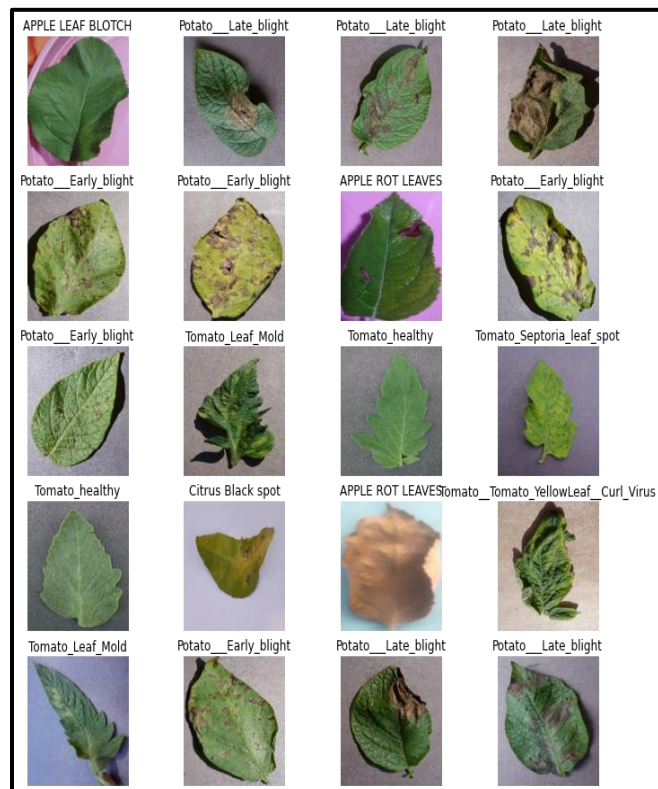 APPLE LEAF BLOTCH
Potato___Late_blight
Potato___Late_blight
Potato___Late_blight
Potato___Early_blight
Potato___Early_blight
APPLE ROT LEAVES
Potato___Early_blight
Potato___Early_blight
Tomato_Leaf_Mold
Tomato_healthy
Tomato_Septoria_leaf_spot
Tomato_healthy
Citrus Black spot
APPLE ROT LEAVES
Tomato__Tomato_YellowLeaf__Curl_Virus
Tomato_Leaf_Mold
Potato___Early_blight
Potato___Late_blight
Potato___Late_blight